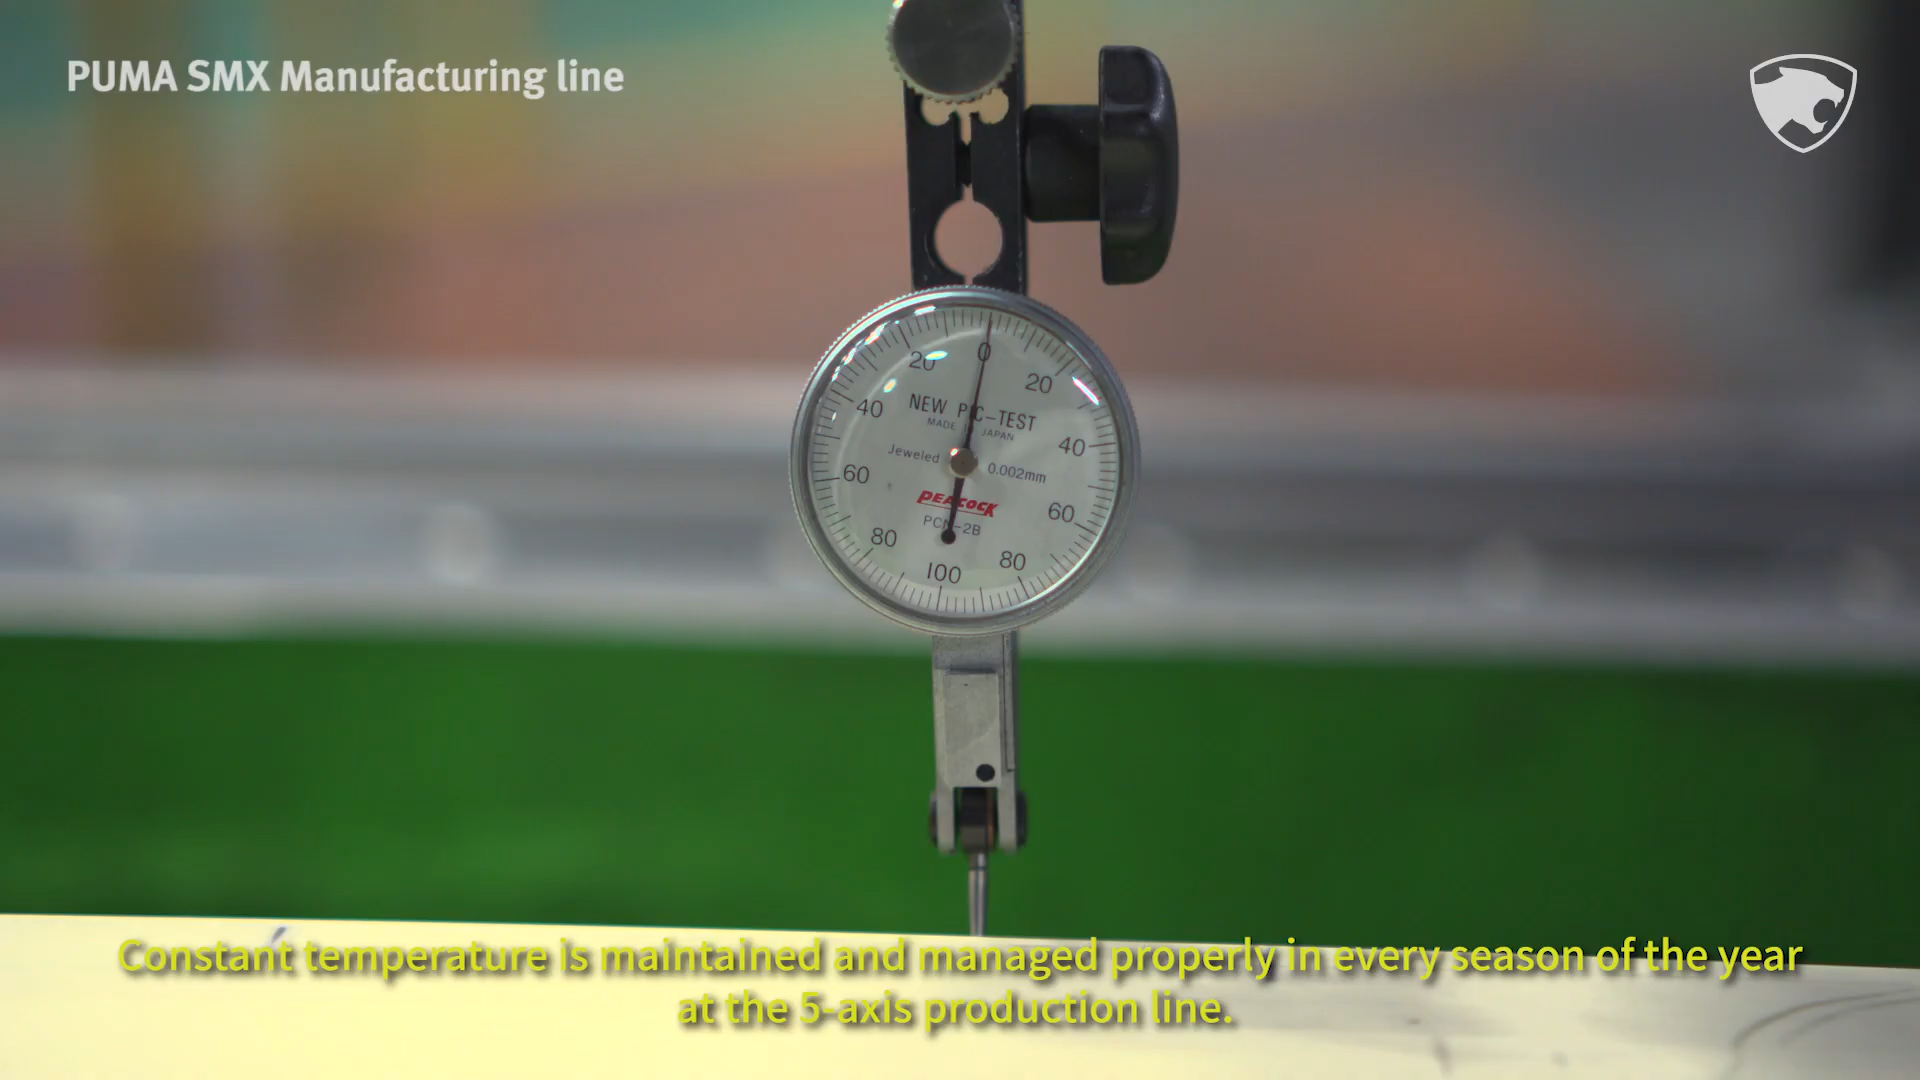 PUMA SMX Manufacturing line
0
20 20
40 40
60 60
80 80
100
NEW PIC-TEST
MADE IN JAPAN
Jeweled 0.002mm
PEACOCK
PCN-2B
Constant temperature is maintained and managed properly in every season of the year
at the 5-axis production line.